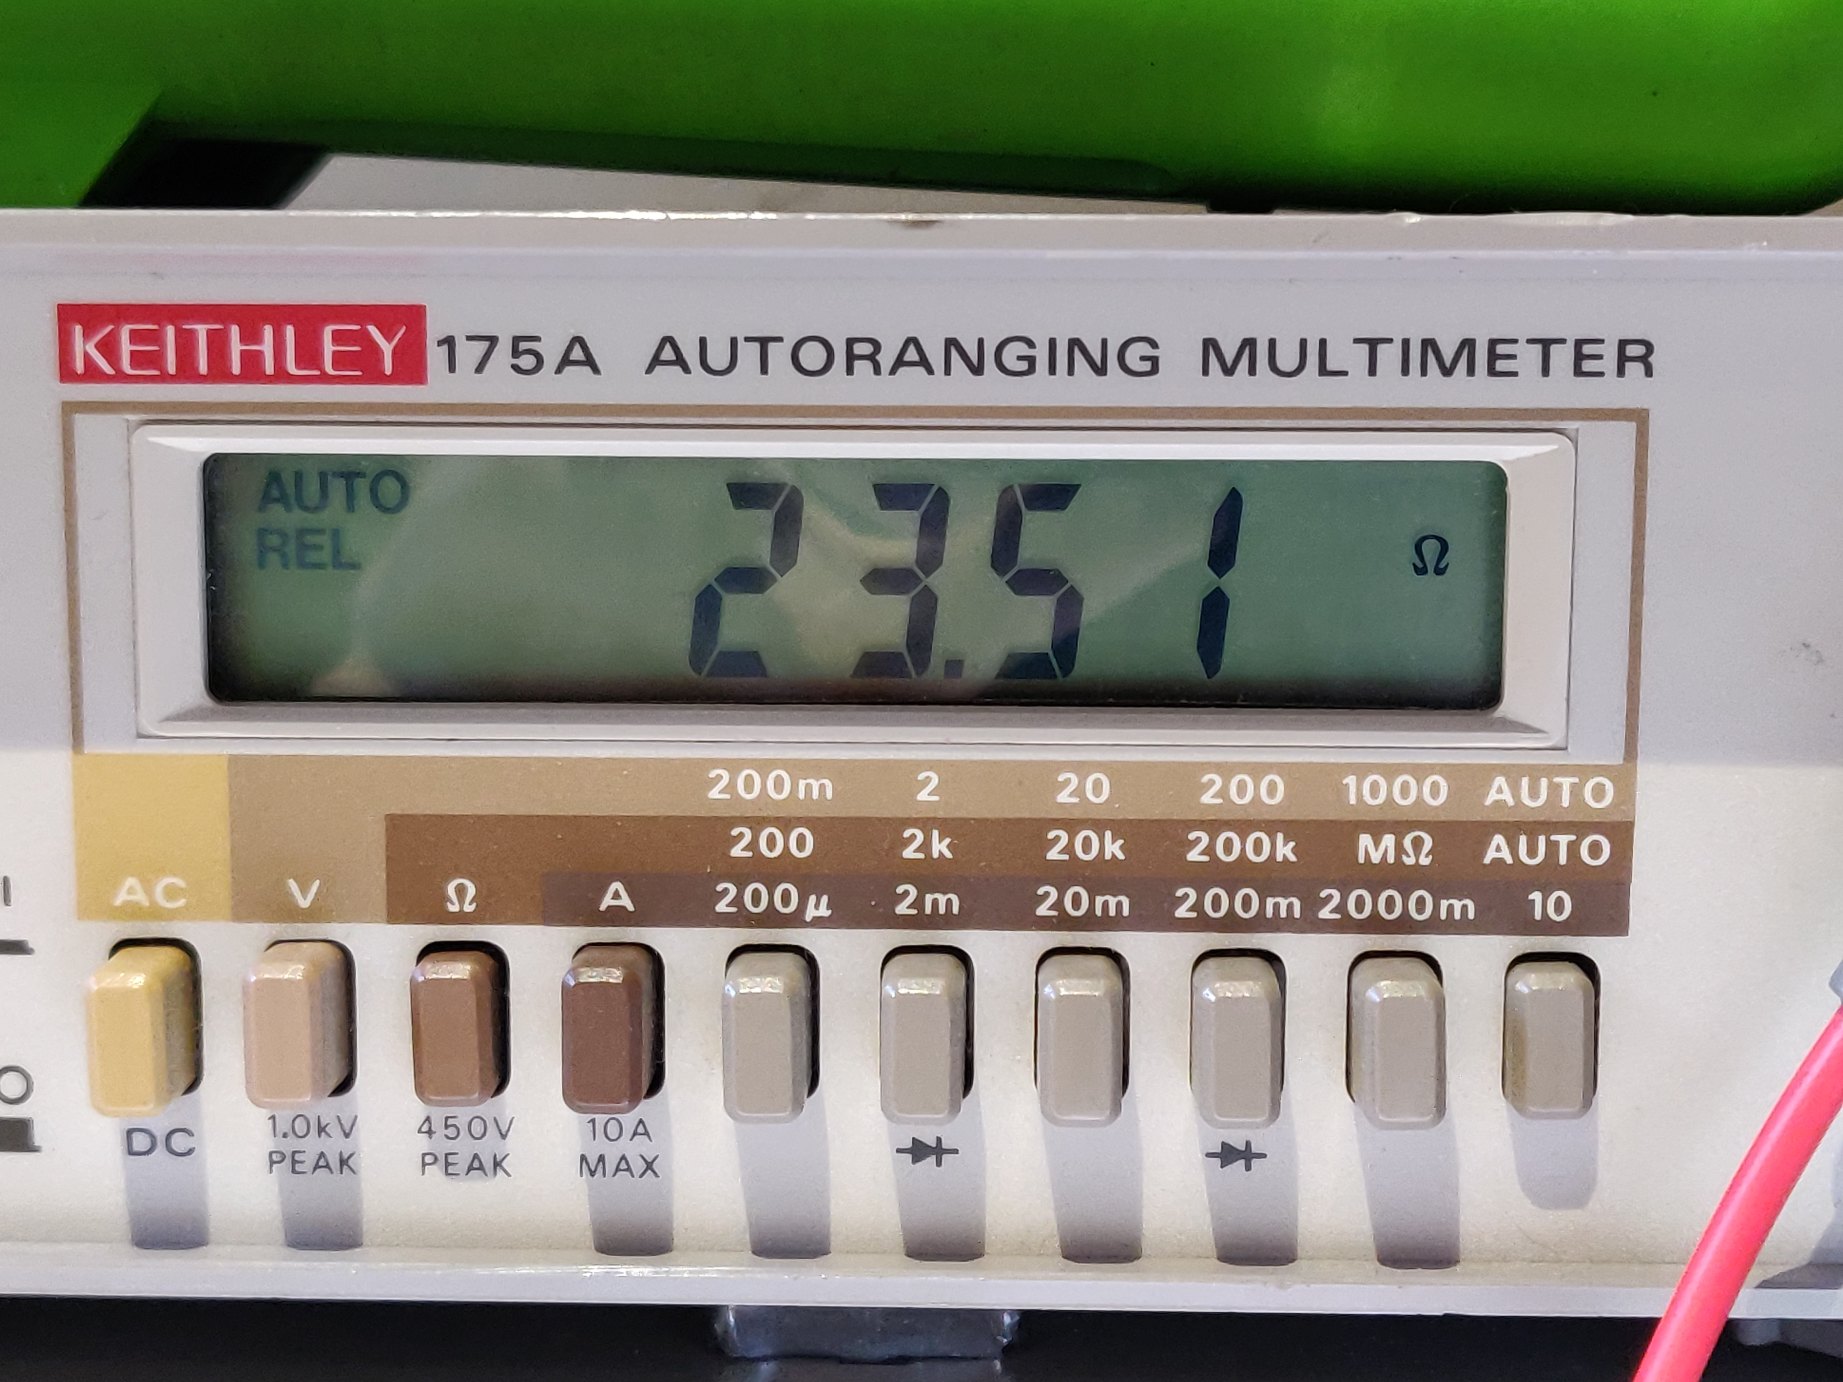 KEITHLEY 175A AUTORANGING MULTIMETER
AUTO
REL
23.51 Ω
200m 2 20 200 1000 AUTO
200 2k 20k 200k MΩ AUTO
AC V Ω A 200μ 2m 20m 200m 2000m 10
DC
1.0kV PEAK
450V PEAK
10A MAX